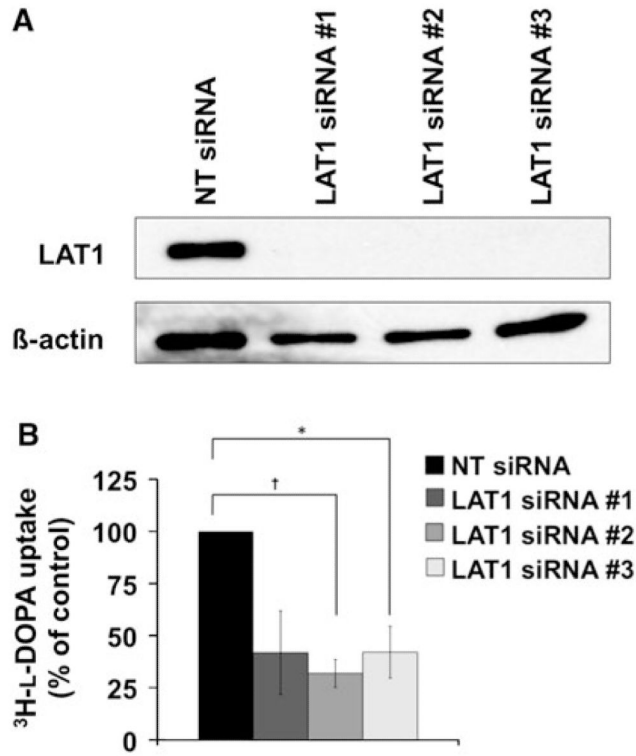 A
NT siRNA
LAT1 siRNA #1
LAT1 siRNA #2
LAT1 siRNA #3
LAT1
ß-actin
B
³H-L-DOPA uptake
(% of control)
125
100
75
50
25
0
†
*
NT siRNA
LAT1 siRNA #1
LAT1 siRNA #2
LAT1 siRNA #3